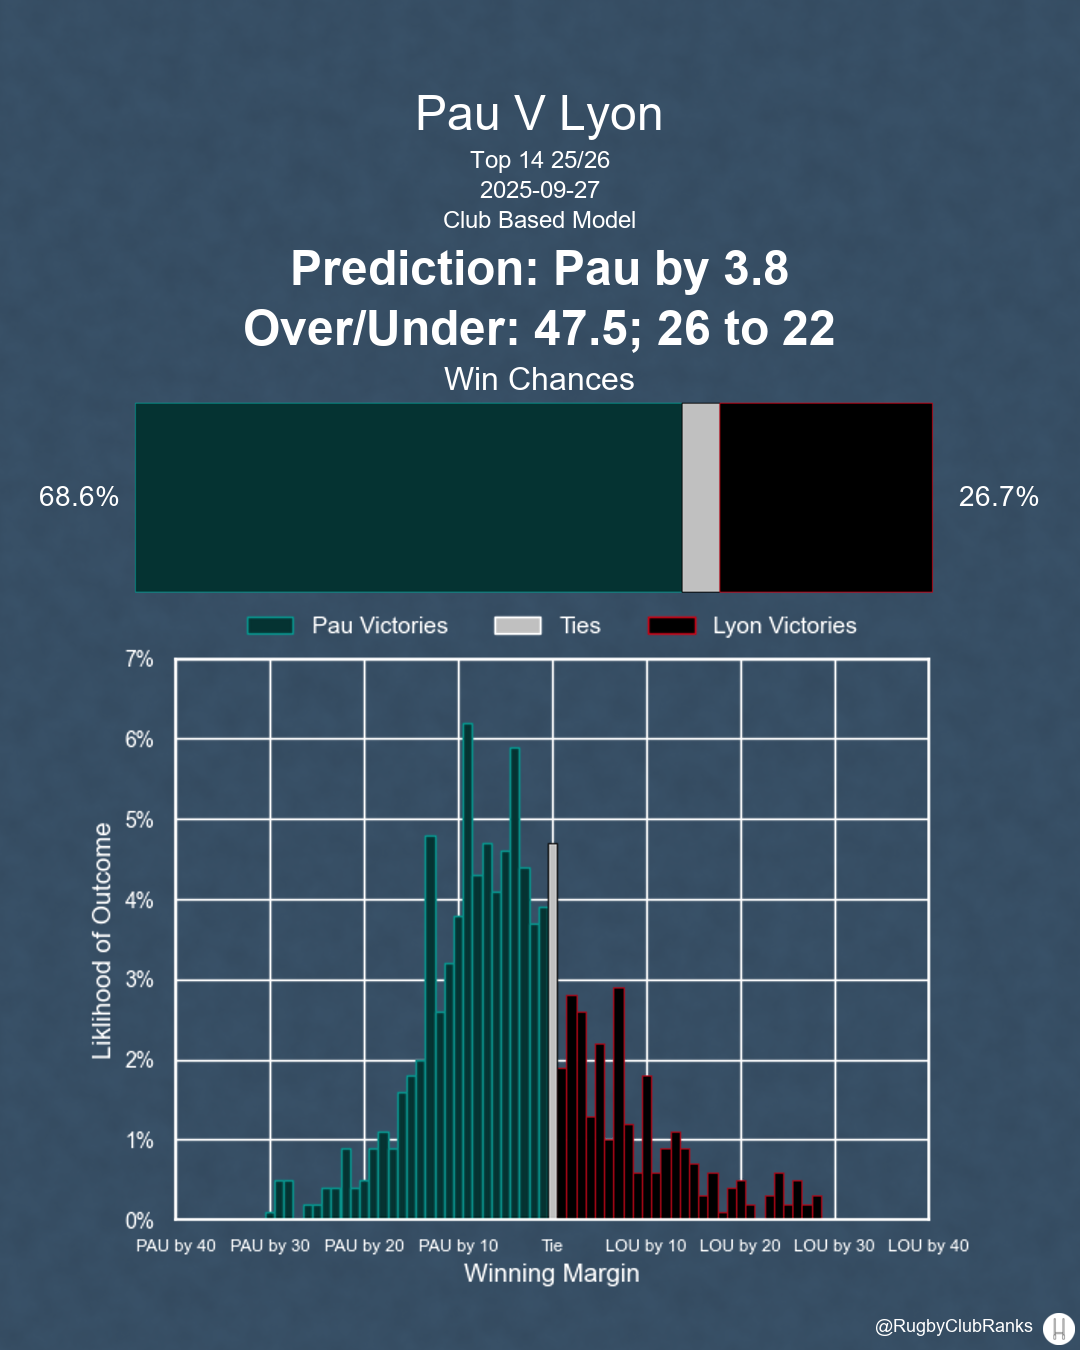 Pau V Lyon
Top 14 25/26
2025-09-27
Club Based Model
Prediction: Pau by 3.8
Over/Under: 47.5; 26 to 22
Win Chances
68.6%
26.7%
Pau Victories
Ties
Lyon Victories
7%
6%
5%
4%
3%
2%
1%
0%
Liklihood of Outcome
PAU by 40
PAU by 30
PAU by 20
PAU by 10
Tie
LOU by 10
LOU by 20
LOU by 30
LOU by 40
Winning Margin
@RugbyClubRanks